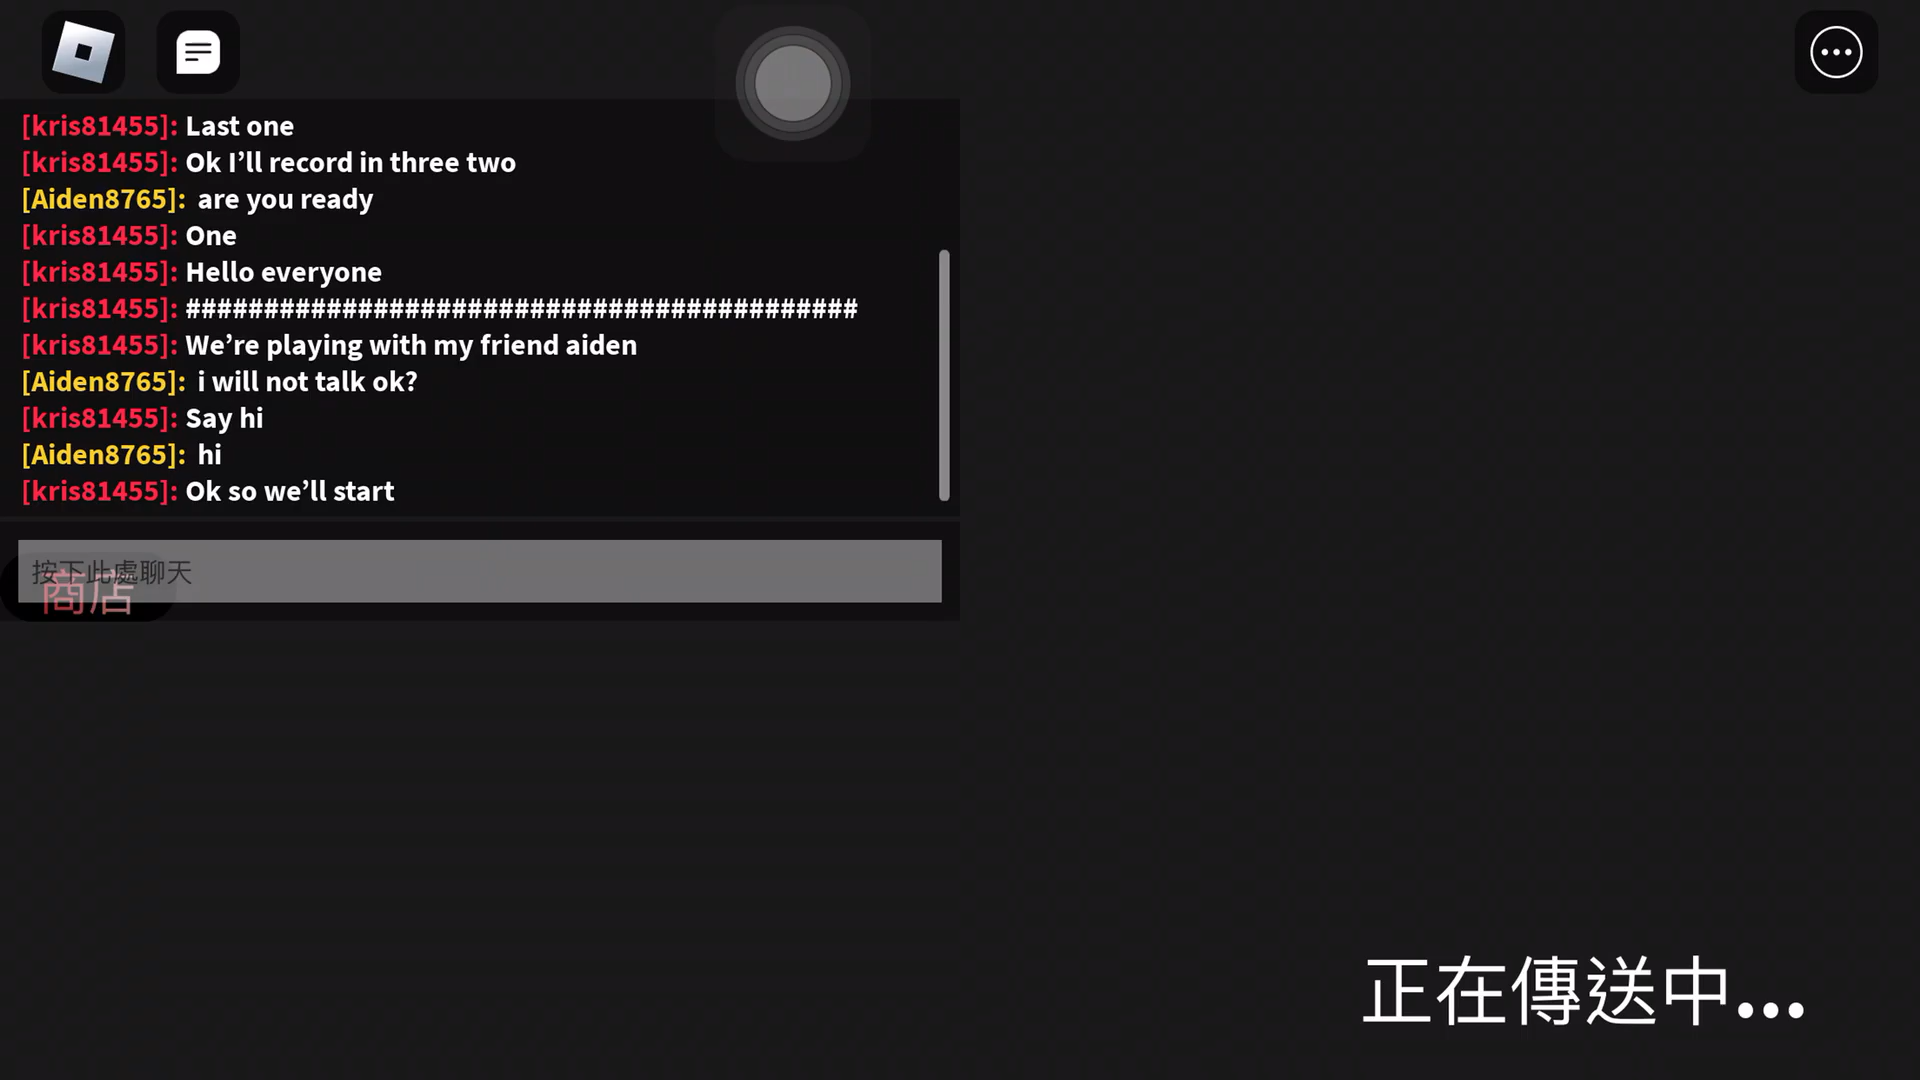 [kris81455]: Last one
[kris81455]: Ok I’ll record in three two
[Aiden8765]: are you ready
[kris81455]: One
[kris81455]: Hello everyone
[kris81455]: ###########################################
[kris81455]: We’re playing with my friend aiden
[Aiden8765]: i will not talk ok?
[kris81455]: Say hi
[Aiden8765]: hi
[kris81455]: Ok so we’ll start
按下此處聊天
商店
正在傳送中...